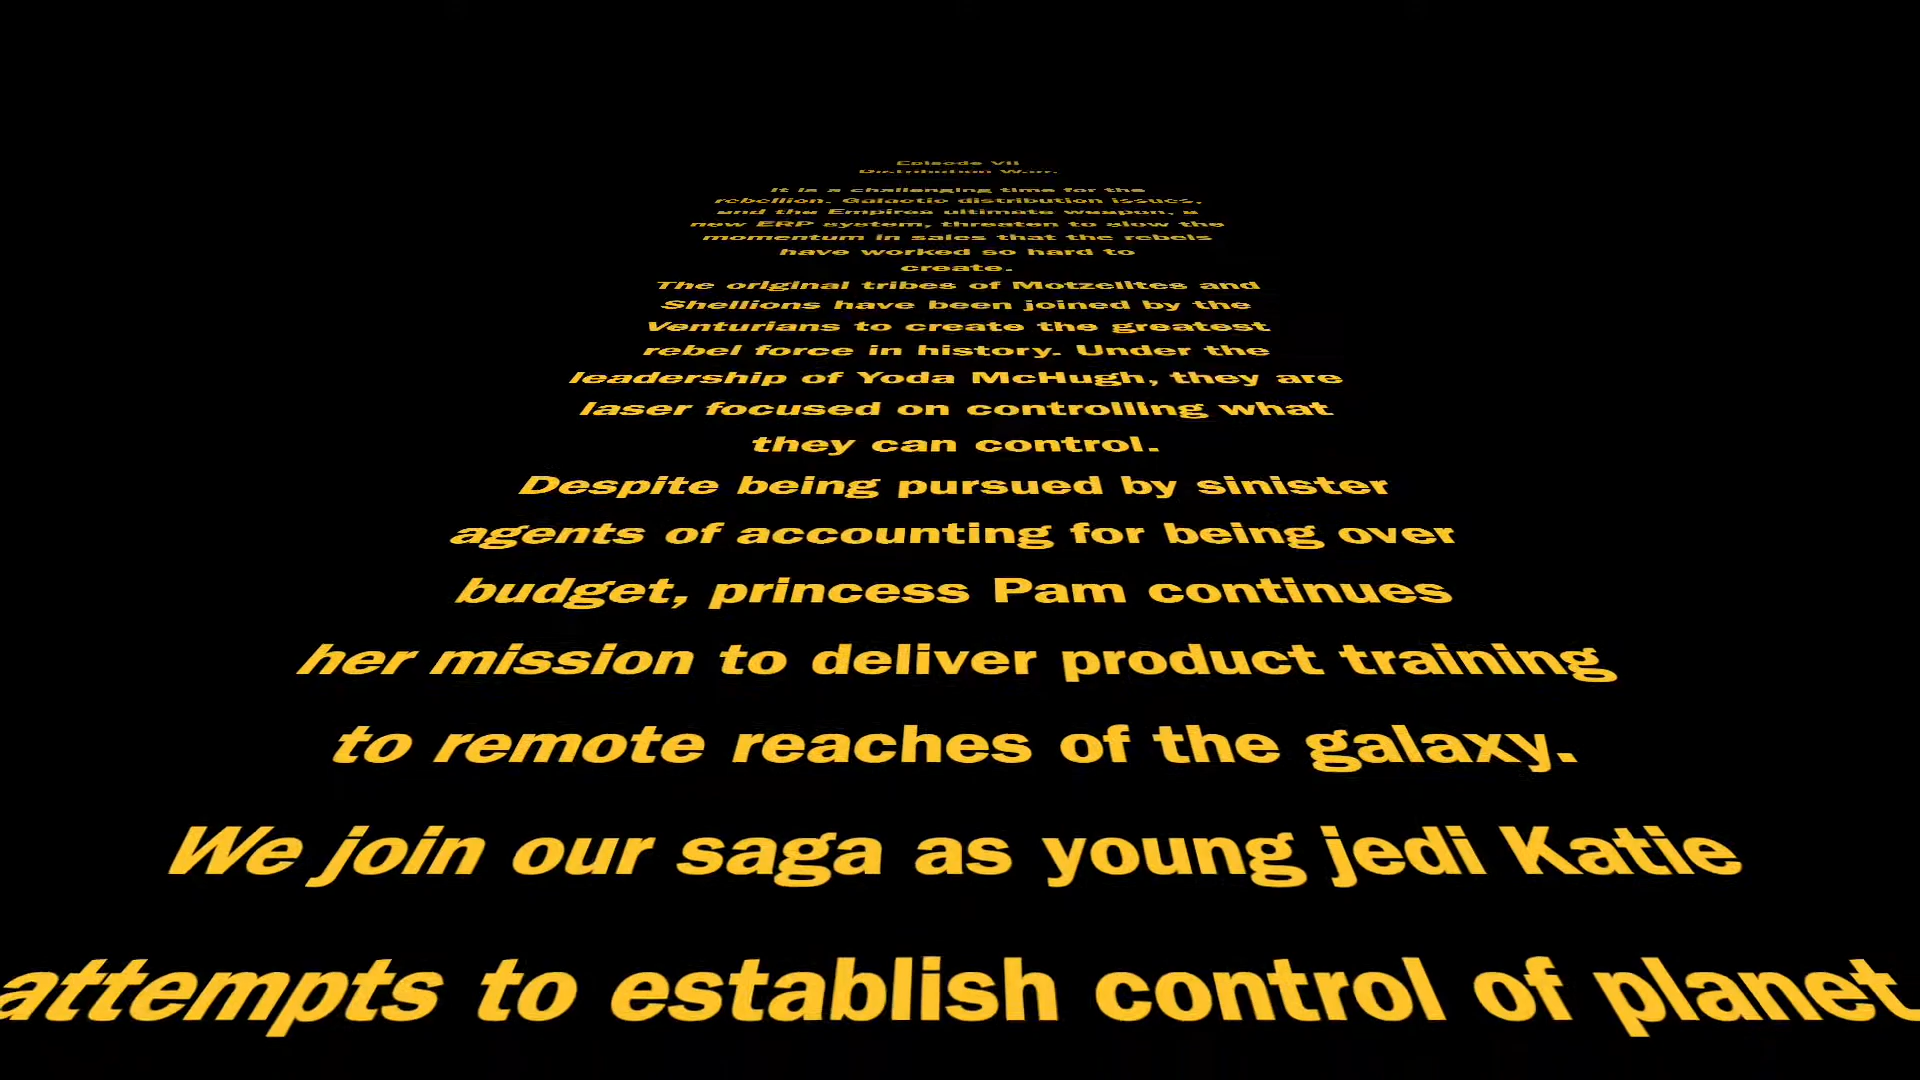 Episode VII
Distribution Wars
It is a challenging time for the
rebellion. Galactic distribution issues,
and the Empires ultimate weapon, a
new ERP system, threaten to slow the
momentum in sales that the rebels
have worked so hard to
create.
The original tribes of Motzelites and
Shellions have been joined by the
Venturians to create the greatest
rebel force in history. Under the
leadership of Yoda McHugh, they are
laser focused on controlling what
they can control.
Despite being pursued by sinister
agents of accounting for being over
budget, princess Pam continues
her mission to deliver product training
to remote reaches of the galaxy.
We join our saga as young jedi Katie
attempts to establish control of planet